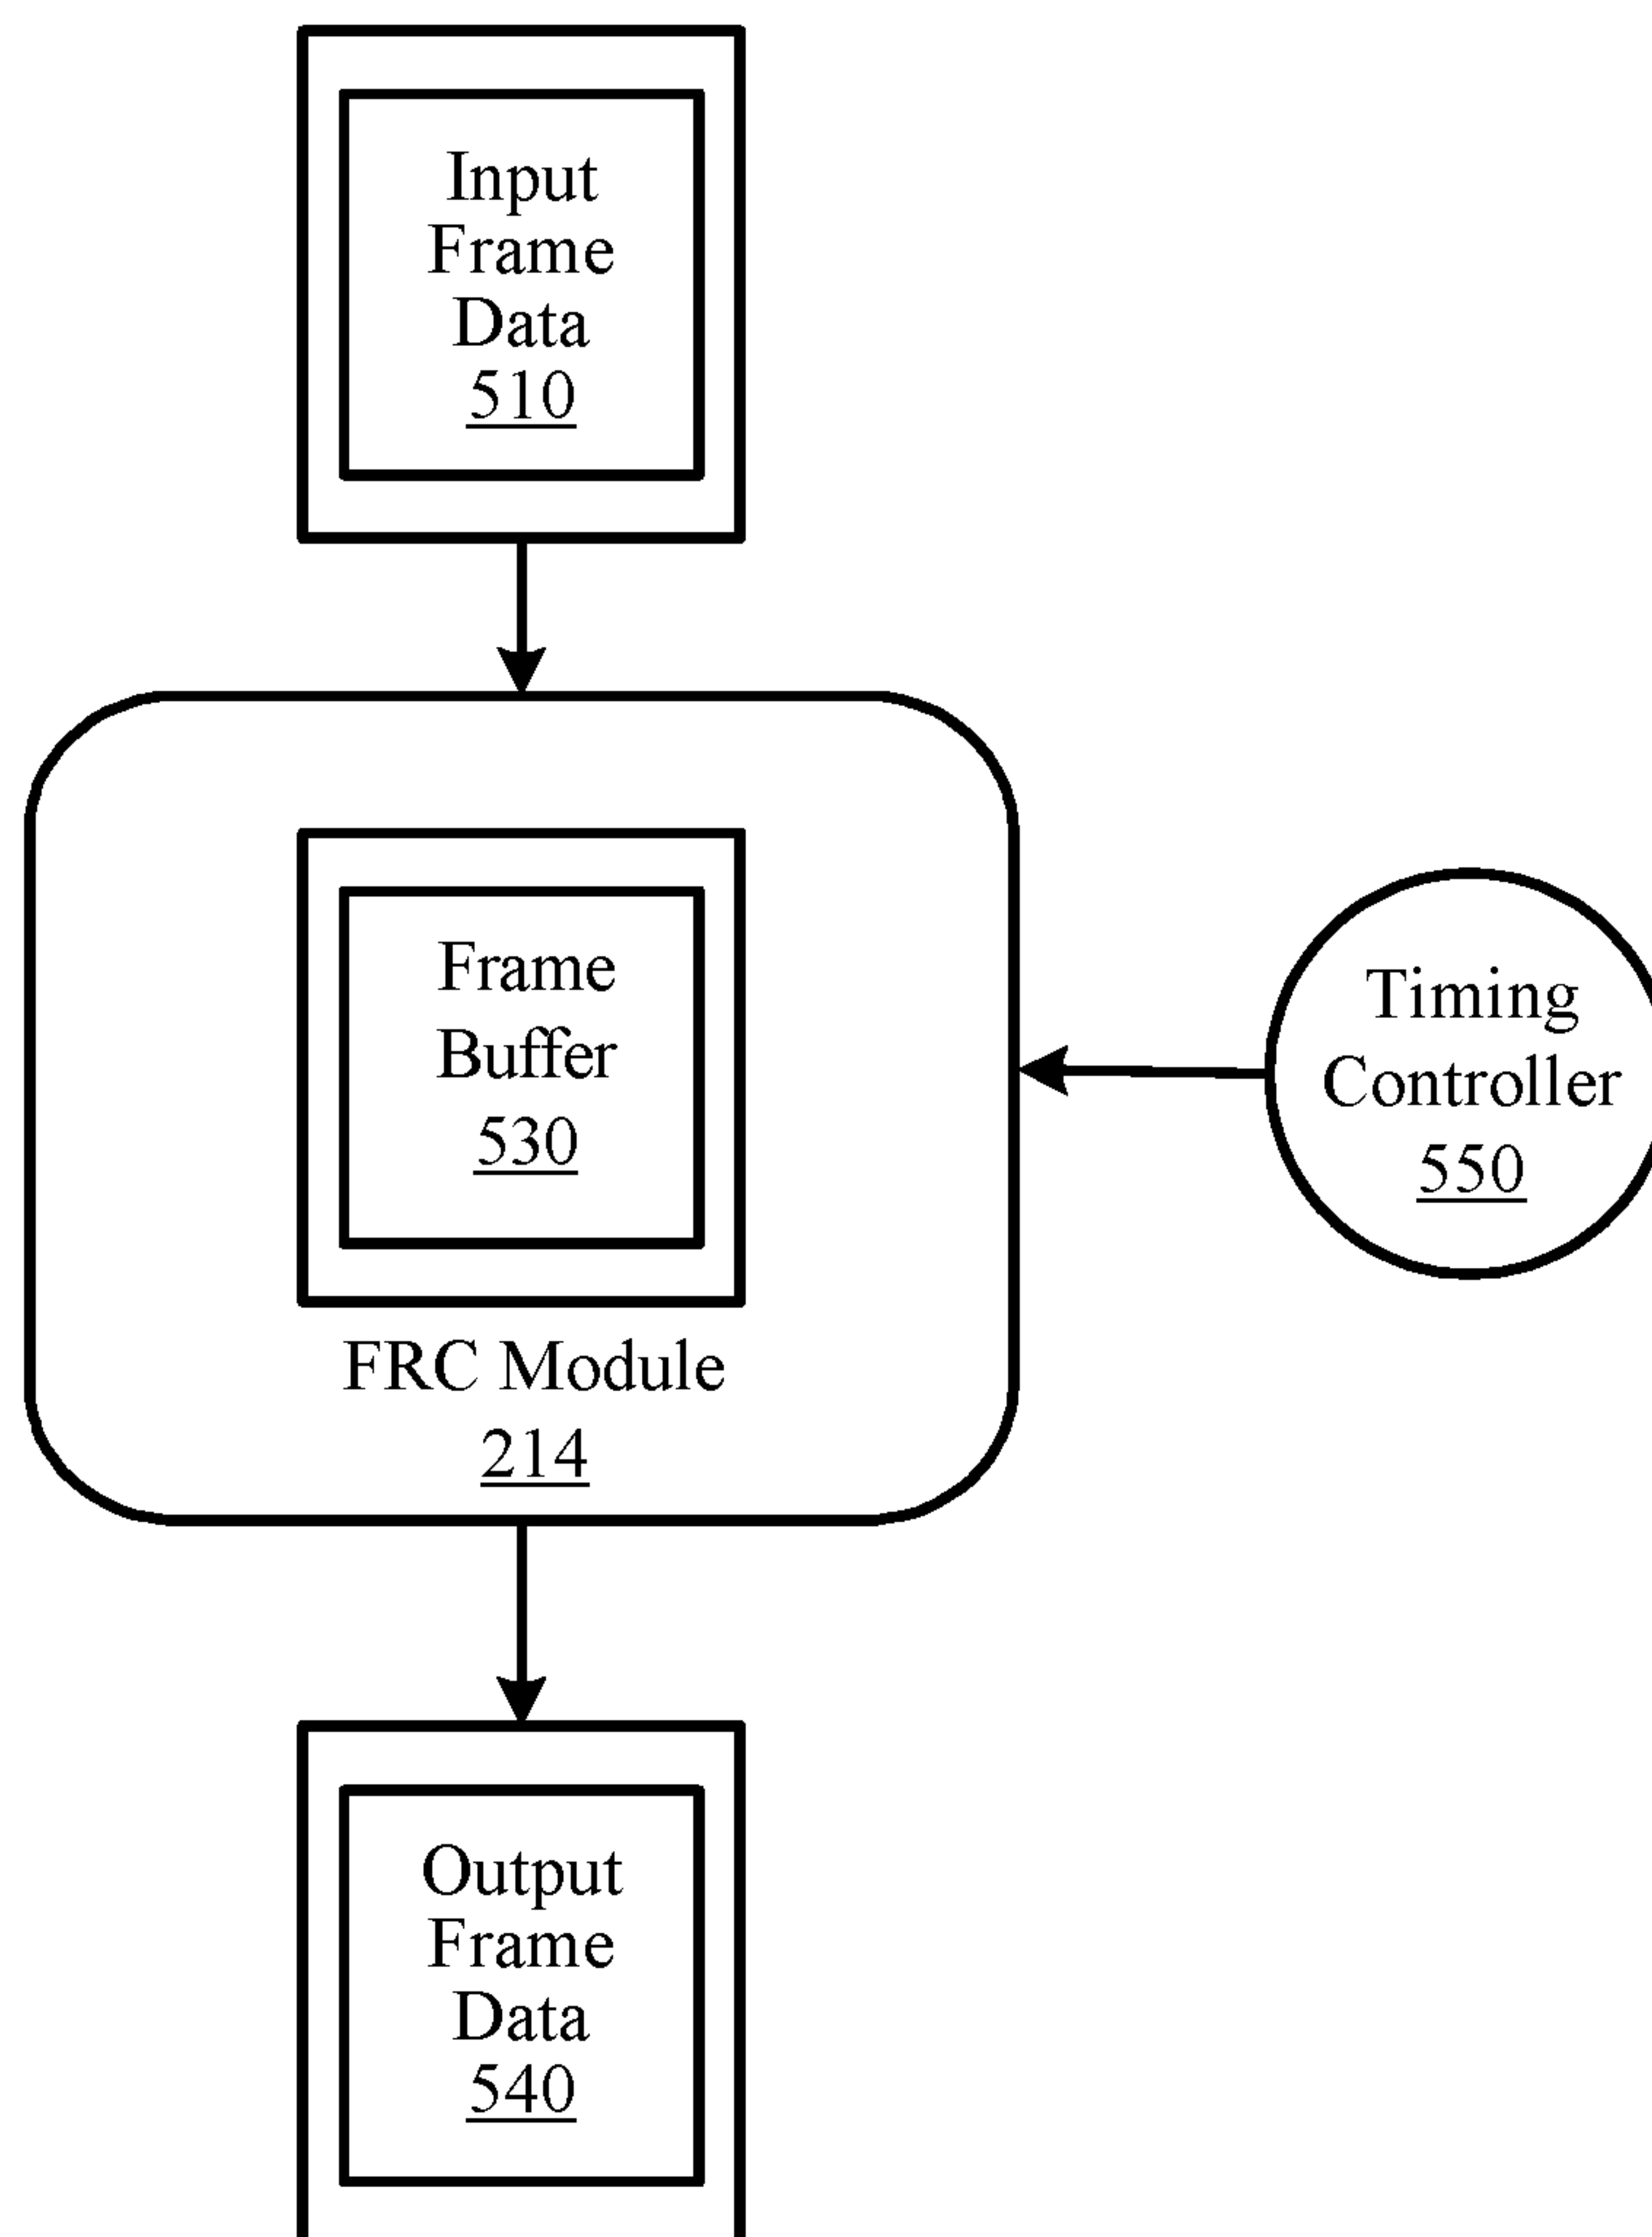 Input
Frame
Data
510
Frame
Buffer
530
FRC Module
214
Timing
Controller
550
Output
Frame
Data
540